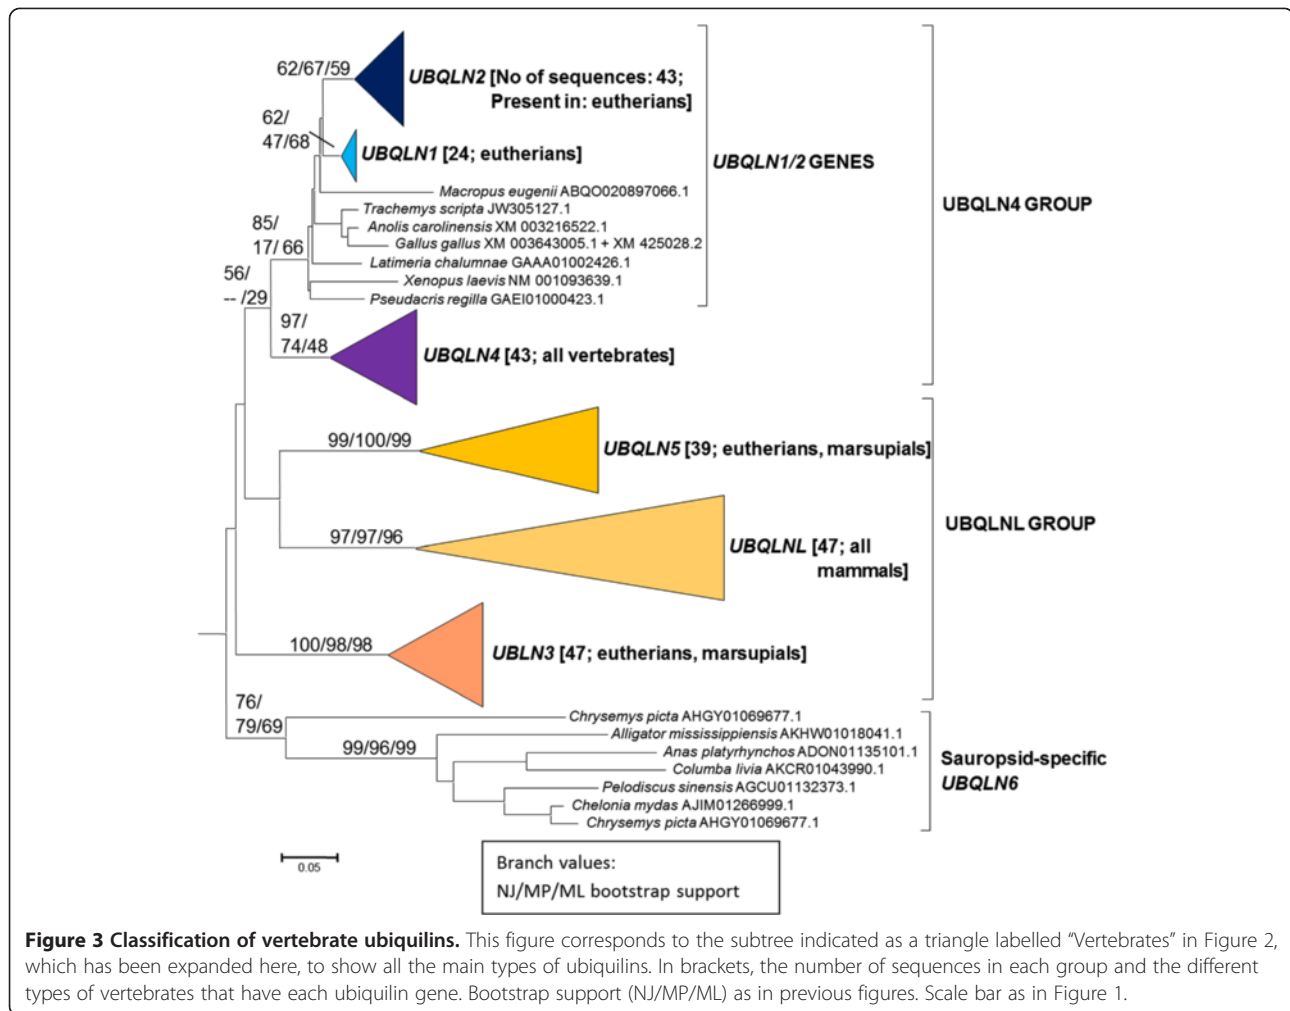 62/67/59
UBQLN2 [No of sequences: 43;
Present in: eutherians]
62/
47/68
UBQLN1 [24; eutherians]
UBQLN1/2 GENES
Macropus eugenii ABQO020897066.1
Trachemys scripta JW305127.1
Anolis carolinensis XM 003216522.1
Gallus gallus XM 003643005.1 + XM 425028.2
Latimeria chalumnae GAAA01002426.1
Xenopus laevis NM 001093639.1
Pseudacris regilla GAEI01000423.1
UBQLN4 GROUP
85/
17/ 66
56/
-- /29
97/
74/48
UBQLN4 [43; all vertebrates]
99/100/99
UBQLN5 [39; eutherians, marsupials]
97/97/96
UBQLNL [47; all
mammals]
UBQLNL GROUP
100/98/98
UBLN3 [47; eutherians, marsupials]
76/
79/69
99/96/99
Chrysemys picta AHGY01069677.1
Alligator mississippiensis AKHW01018041.1
Anas platyrhynchos ADON01135101.1
Columba livia AKCR01043990.1
Pelodiscus sinensis AGCU01132373.1
Chelonia mydas AJIM01266999.1
Chrysemys picta AHGY01069677.1
Sauropsid-specific
UBQLN6
0.05
Branch values:
NJ/MP/ML bootstrap support
Figure 3 Classification of vertebrate ubiquilins. This figure corresponds to the subtree indicated as a triangle labelled “Vertebrates” in Figure 2,
which has been expanded here, to show all the main types of ubiquilins. In brackets, the number of sequences in each group and the different
types of vertebrates that have each ubiquilin gene. Bootstrap support (NJ/MP/ML) as in previous figures. Scale bar as in Figure 1.